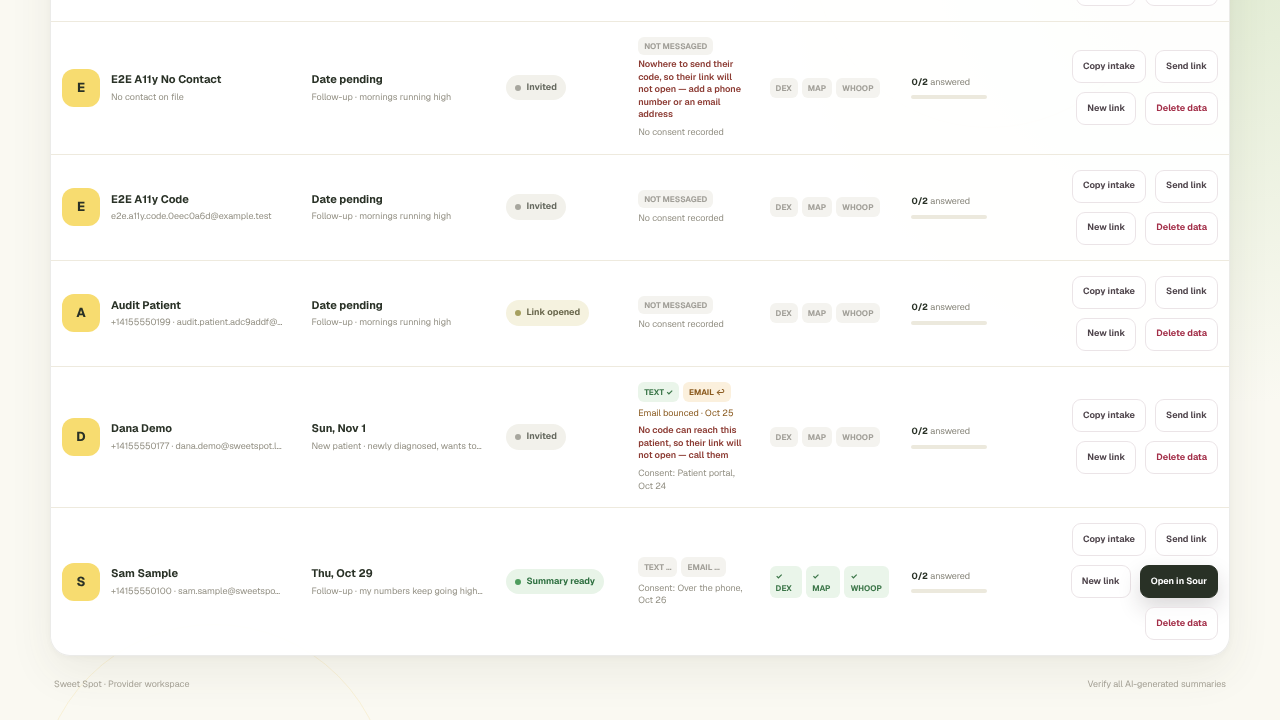 E
E2E A11y No Contact
No contact on file
Date pending
Follow-up · mornings running high
Invited
NOT MESSAGED
Nowhere to send their
code, so their link will
not open — add a phone
number or an email
address
No consent recorded
DEX MAP WHOOP
0/2 answered
Copy intake
Send link
New link
Delete data
E
E2E A11y Code
e2e.a11y.code.0eec0a6d@example.test
Date pending
Follow-up · mornings running high
Invited
NOT MESSAGED
No consent recorded
DEX MAP WHOOP
0/2 answered
Copy intake
Send link
New link
Delete data
A
Audit Patient
+14155550199 · audit.patient.adc9addf@…
Date pending
Follow-up · mornings running high
Link opened
NOT MESSAGED
No consent recorded
DEX MAP WHOOP
0/2 answered
Copy intake
Send link
New link
Delete data
D
Dana Demo
+14155550177 · dana.demo@sweetspot.l…
Sun, Nov 1
New patient · newly diagnosed, wants to…
Invited
TEXT ✓ EMAIL ↩
Email bounced · Oct 25
No code can reach this
patient, so their link will
not open — call them
Consent: Patient portal,
Oct 24
DEX MAP WHOOP
0/2 answered
Copy intake
Send link
New link
Delete data
S
Sam Sample
+14155550100 · sam.sample@sweetspo…
Thu, Oct 29
Follow-up · my numbers keep going high…
Summary ready
TEXT … EMAIL …
Consent: Over the phone,
Oct 26
✓ DEX
✓ MAP
✓ WHOOP
0/2 answered
Copy intake
Send link
New link
Open in Sour
Delete data
Sweet Spot · Provider workspace
Verify all AI-generated summaries